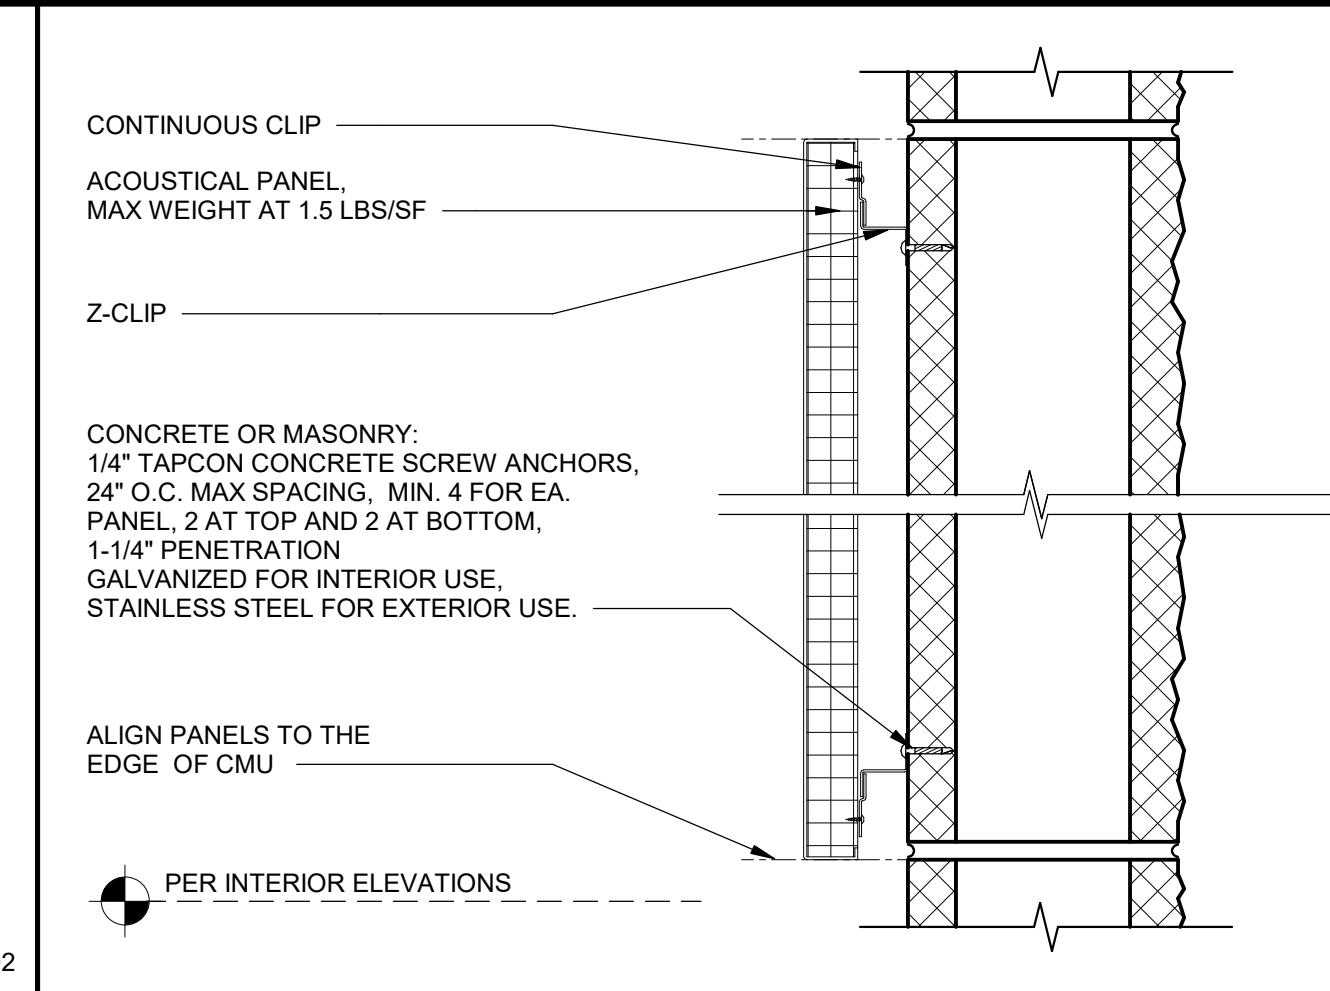 CONTINUOUS CLIP
ACOUSTICAL PANEL,
MAX WEIGHT AT 1.5 LBS/SF
Z-CLIP
CONCRETE OR MASONRY:
1/4" TAPCON CONCRETE SCREW ANCHORS,
24" O.C. MAX SPACING, MIN. 4 FOR EA.
PANEL, 2 AT TOP AND 2 AT BOTTOM,
1-1/4" PENETRATION
GALVANIZED FOR INTERIOR USE,
STAINLESS STEEL FOR EXTERIOR USE.
ALIGN PANELS TO THE
EDGE OF CMU
PER INTERIOR ELEVATIONS